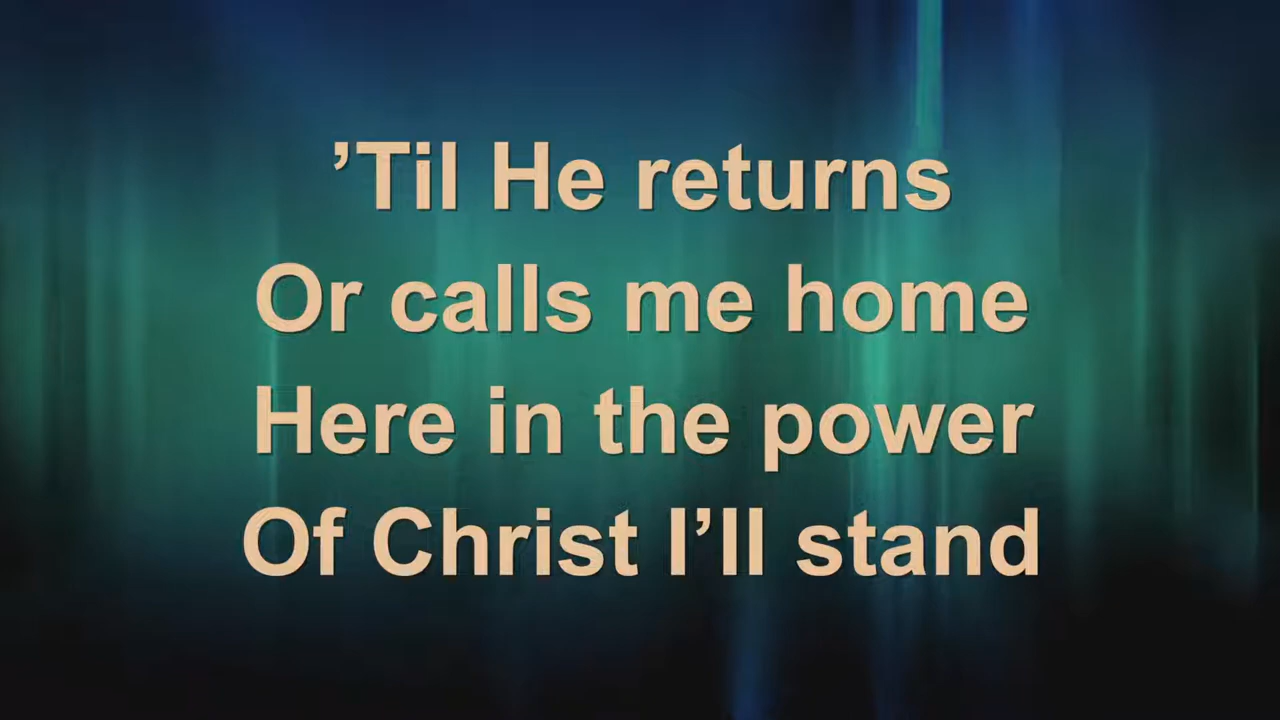 ’Til He returns
Or calls me home
Here in the power
Of Christ I’ll stand